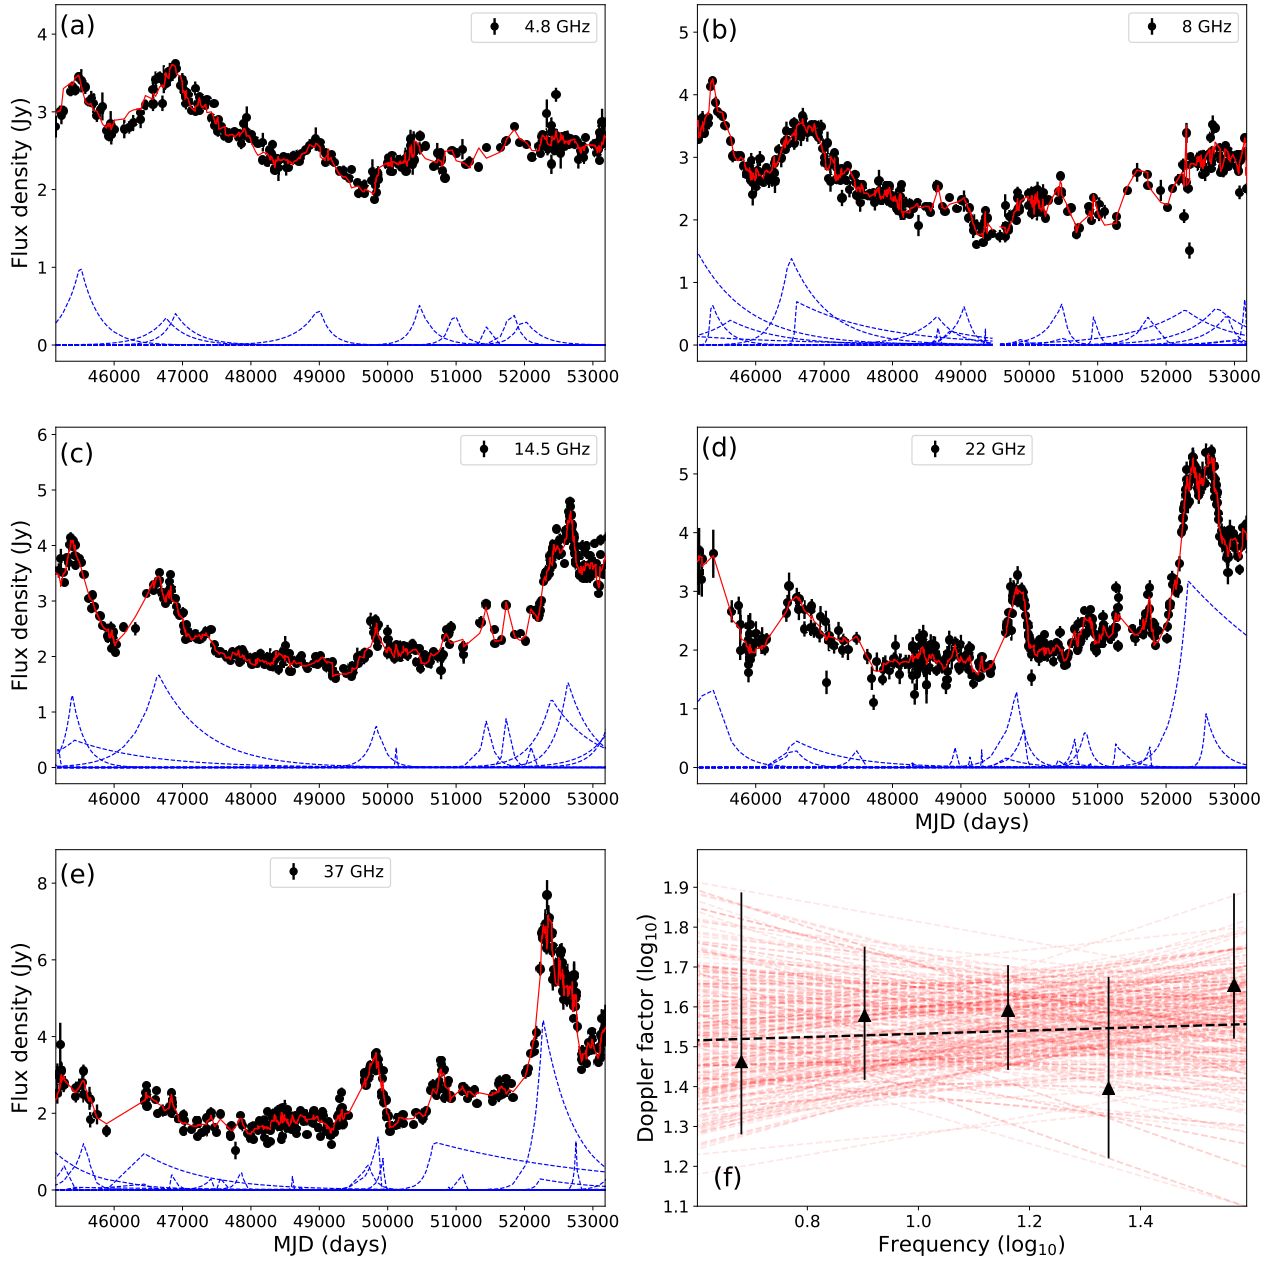 (a)
4.8 GHz
Flux density (Jy)
4
3
2
1
0
46000 47000 48000 49000 50000 51000 52000 53000
(b)
8 GHz
5
4
3
2
1
0
46000 47000 48000 49000 50000 51000 52000 53000
(c)
14.5 GHz
Flux density (Jy)
6
5
4
3
2
1
0
46000 47000 48000 49000 50000 51000 52000 53000
(d)
22 GHz
5
4
3
2
1
0
46000 47000 48000 49000 50000 51000 52000 53000
MJD (days)
(e)
37 GHz
Flux density (Jy)
8
6
4
2
0
46000 47000 48000 49000 50000 51000 52000 53000
MJD (days)
Doppler factor (log₁₀)
1.9
1.8
1.7
1.6
1.5
1.4
1.3
1.2
1.1
(f)
0.8 1.0 1.2 1.4
Frequency (log₁₀)